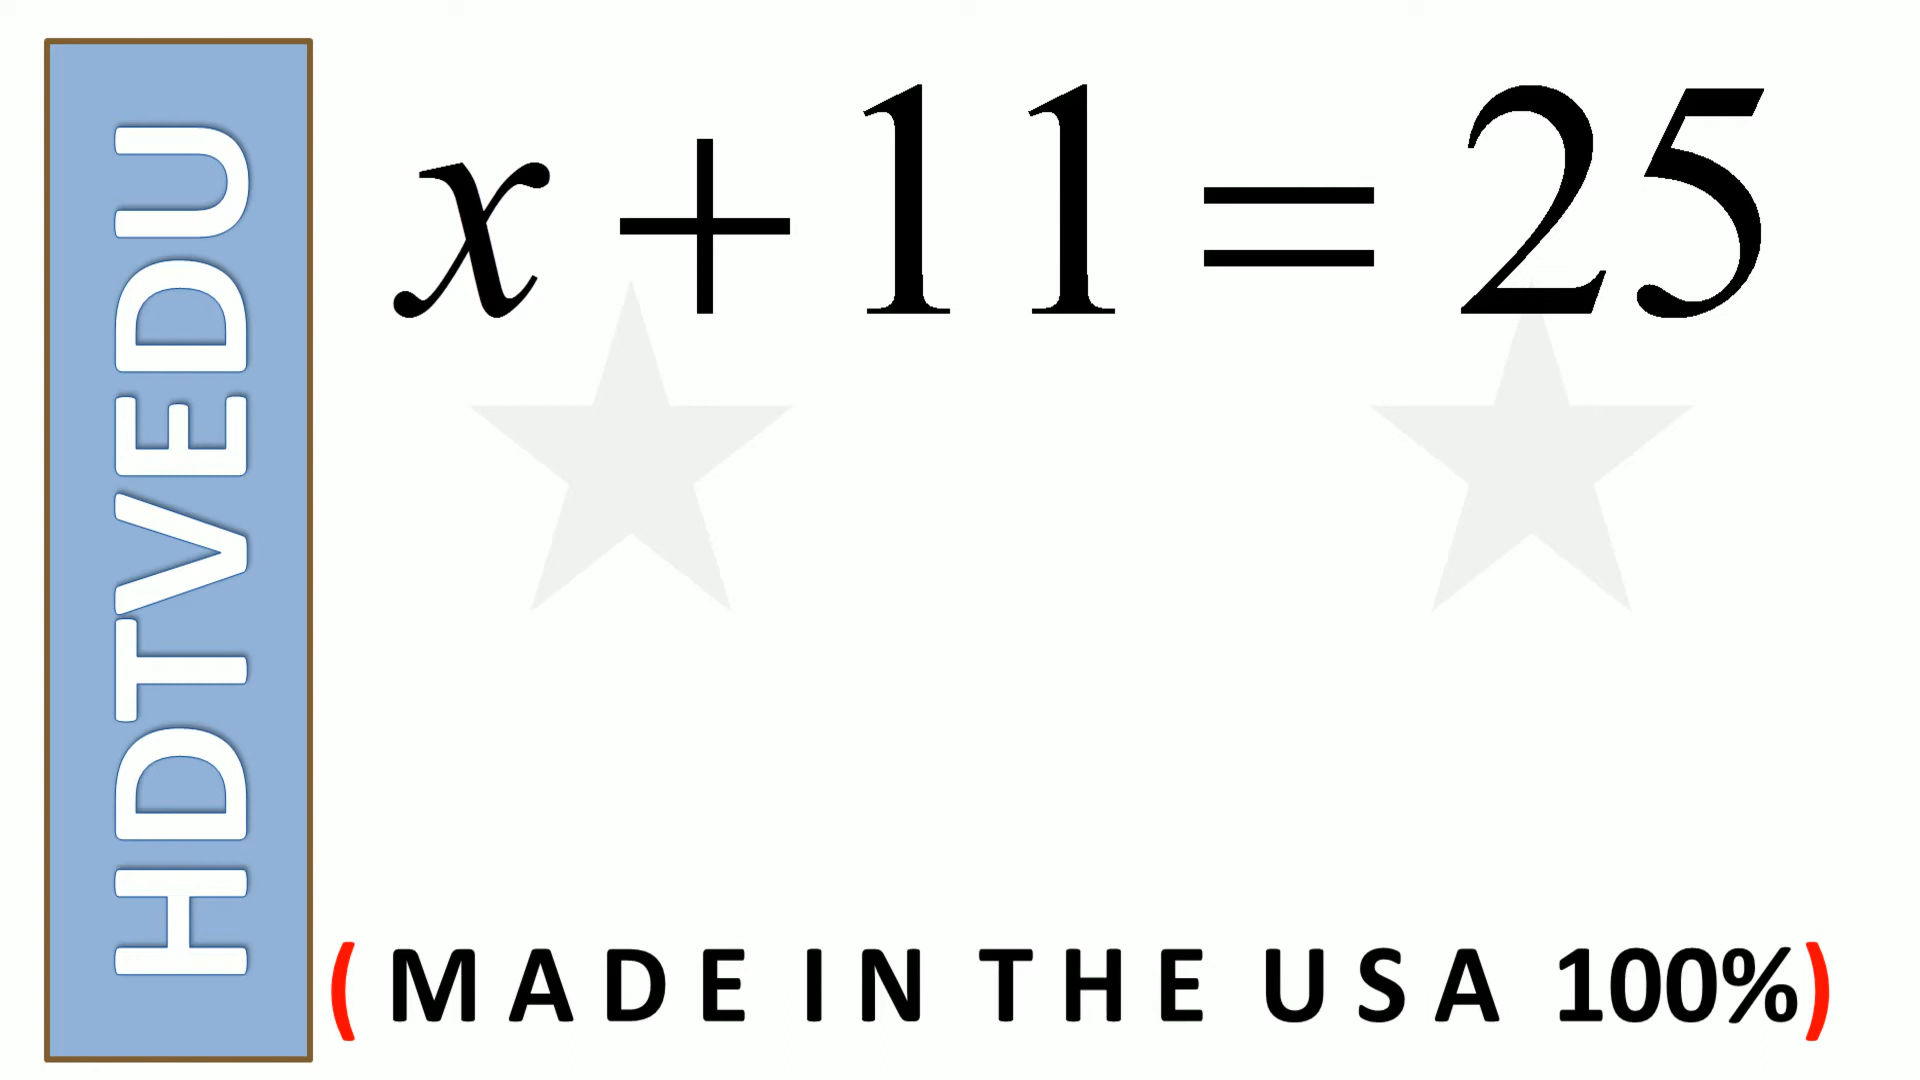 HDTVEDU
x + 11 = 25
( MADE IN THE USA 100%)